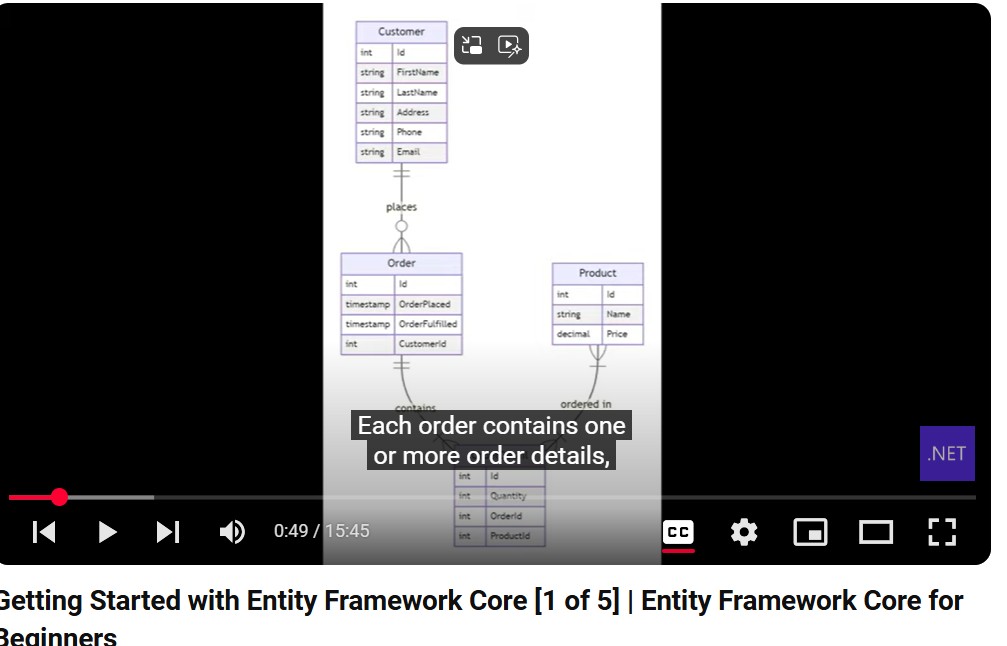 Customer
int Id
string FirstName
string LastName
string Address
string Phone
string Email
places
Order
int Id
timestamp OrderPlaced
timestamp OrderFulfilled
int CustomerId
Product
int Id
string Name
decimal Price
contains
ordered in
Each order contains one
or more order details,
int Id
int Quantity
int OrderId
int ProductId
.NET
0:49 / 15:45
CC
Getting Started with Entity Framework Core [1 of 5] | Entity Framework Core for
Beginners